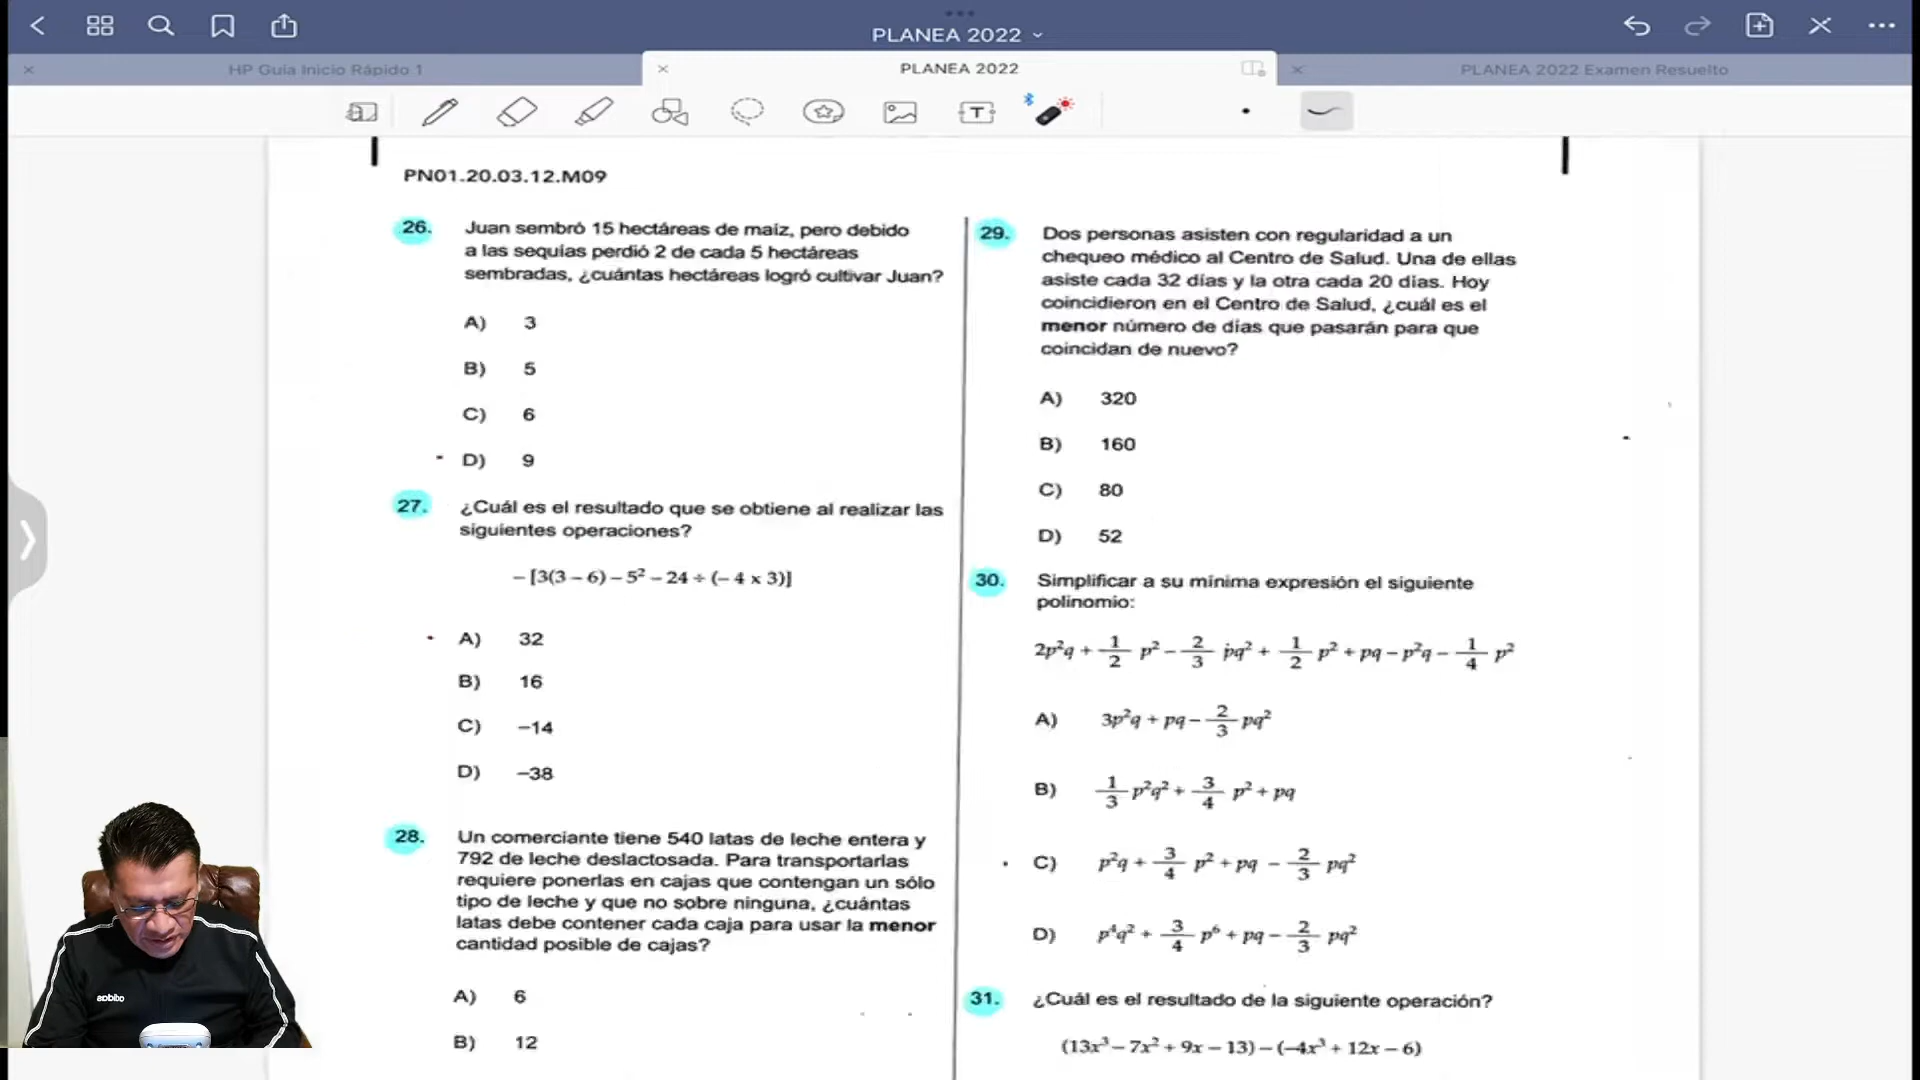 PLANEA 2022
HP Guía Inicio Rápido 1
PLANEA 2022
PLANEA 2022 Examen Resuelto
PN01.20.03.12.M09
26. Juan sembró 15 hectáreas de maíz, pero debido
a las sequías perdió 2 de cada 5 hectáreas
sembradas, ¿cuántas hectáreas logró cultivar Juan?
A) 3
B) 5
C) 6
D) 9
27. ¿Cuál es el resultado que se obtiene al realizar las
siguientes operaciones?
– [3(3 – 6) – 5² – 24 ÷ (– 4 x 3)]
A) 32
B) 16
C) –14
D) –38
28. Un comerciante tiene 540 latas de leche entera y
792 de leche deslactosada. Para transportarlas
requiere ponerlas en cajas que contengan un sólo
tipo de leche y que no sobre ninguna, ¿cuántas
latas debe contener cada caja para usar la menor
cantidad posible de cajas?
A) 6
B) 12
29. Dos personas asisten con regularidad a un
chequeo médico al Centro de Salud. Una de ellas
asiste cada 32 días y la otra cada 20 días. Hoy
coincidieron en el Centro de Salud, ¿cuál es el
menor número de días que pasarán para que
coincidan de nuevo?
A) 320
B) 160
C) 80
D) 52
30. Simplificar a su mínima expresión el siguiente
polinomio:
2p²q + 1/2 p² – 2/3 pq² + 1/2 p² + pq – p²q – 1/4 p²
A) 3p²q + pq – 2/3 pq²
B) 1/3 p²q² + 3/4 p² + pq
C) p²q + 3/4 p² + pq – 2/3 pq²
D) p⁴q² + 3/4 p⁶ + pq – 2/3 pq²
31. ¿Cuál es el resultado de la siguiente operación?
(13x³ – 7x² + 9x – 13) – (–4x³ + 12x – 6)
adidas